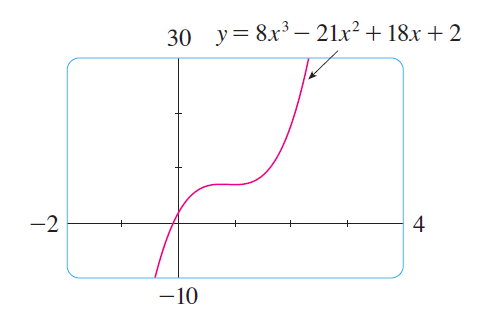 30 y = 8x³ – 21x² + 18x + 2
–2 4
–10